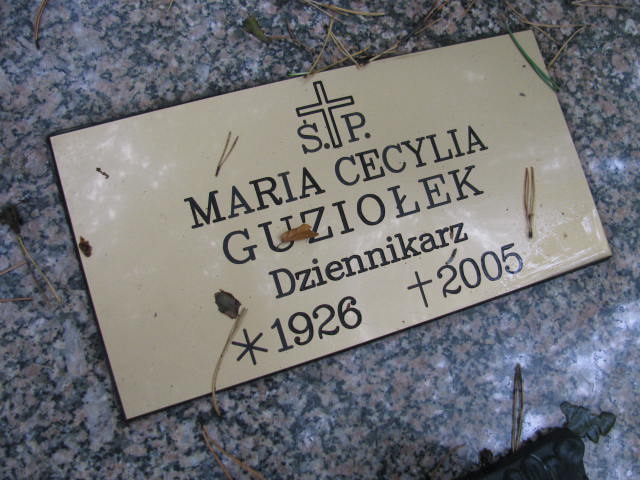 Ś.P.
MARIA CECYLIA
GUZIOŁEK
Dziennikarz
*1926 †2005